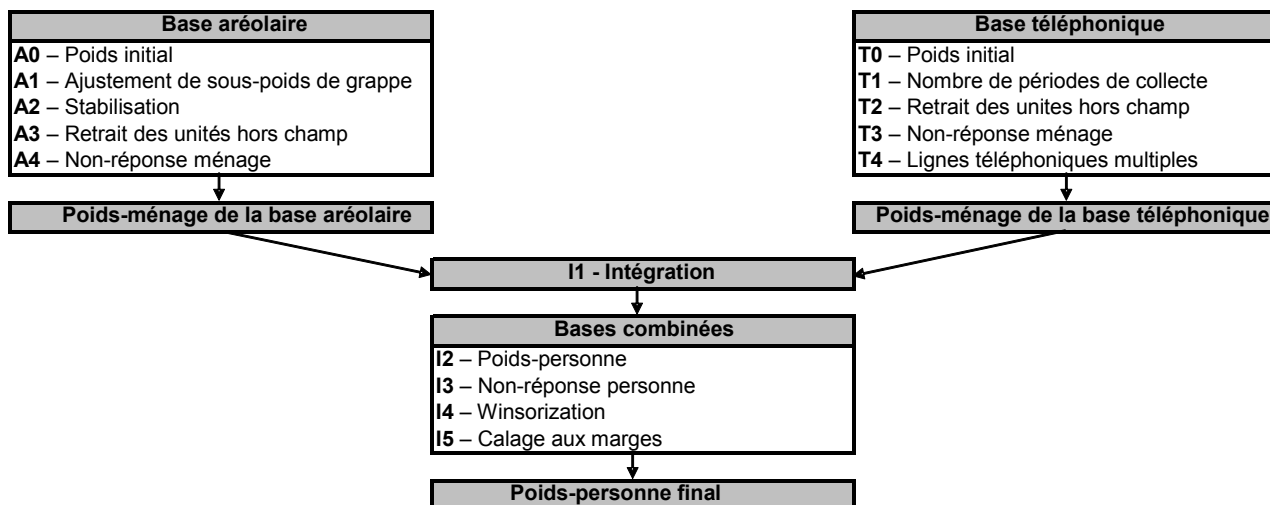 Base aréolaire
A0 – Poids initial
A1 – Ajustement de sous-poids de grappe
A2 – Stabilisation
A3 – Retrait des unités hors champ
A4 – Non-réponse ménage
Poids-ménage de la base aréolaire
Base téléphonique
T0 – Poids initial
T1 – Nombre de périodes de collecte
T2 – Retrait des unites hors champ
T3 – Non-réponse ménage
T4 – Lignes téléphoniques multiples
Poids-ménage de la base téléphonique
I1 - Intégration
Bases combinées
I2 – Poids-personne
I3 – Non-réponse personne
I4 – Winsorization
I5 – Calage aux marges
Poids-personne final